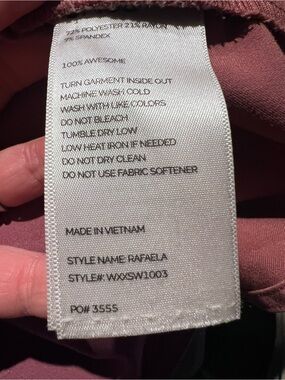 72% POLYESTER 21% RAYON
7% SPANDEX
100% AWESOME
TURN GARMENT INSIDE OUT
MACHINE WASH COLD
WASH WITH LIKE COLORS
DO NOT BLEACH
TUMBLE DRY LOW
LOW HEAT IRON IF NEEDED
DO NOT DRY CLEAN
DO NOT USE FABRIC SOFTENER
MADE IN VIETNAM
STYLE NAME: RAFAELA
STYLE#: WXXSW1003
PO# 3555